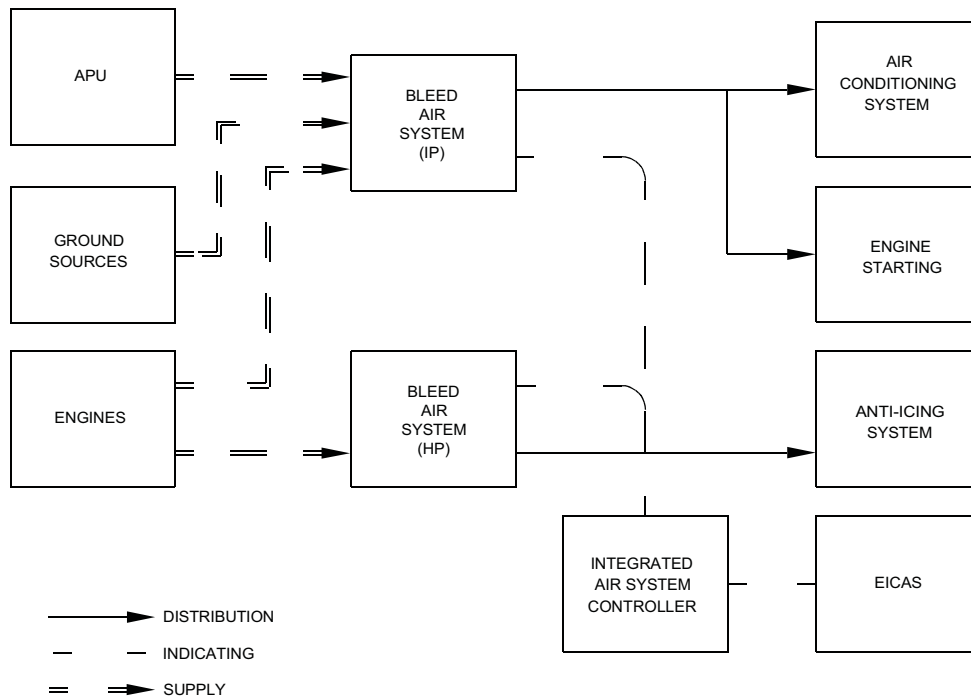 APU
BLEED
AIR
SYSTEM
(IP)
AIR
CONDITIONING
SYSTEM
GROUND
SOURCES
ENGINE
STARTING
ENGINES
BLEED
AIR
SYSTEM
(HP)
ANTI-ICING
SYSTEM
INTEGRATED
AIR SYSTEM
CONTROLLER
EICAS
DISTRIBUTION
INDICATING
SUPPLY